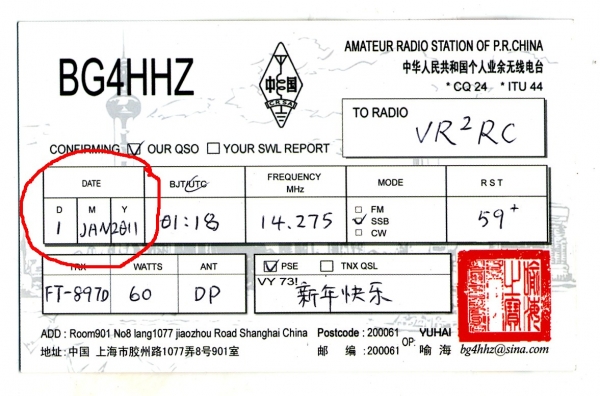 BG4HHZ
中国
C.R.S.A
AMATEUR RADIO STATION OF P.R.CHINA
中华人民共和国个人业余无线电台
* CQ 24 * ITU 44
TO RADIO
VR2RC
CONFIRMING OUR QSO YOUR SWL REPORT
DATE BJT/UTC FREQUENCY MHz MODE R S T
D M Y
1 JAN 2011 01:18 14.275 FM SSB CW 59+
TRX WATTS ANT PSE TNX QSL
FT-897D 60 DP VY 73! 新年快乐
ADD : Room901 No8 lang1077 jiaozhou Road Shanghai China Postcode : 200061 OP: YUHAI
地址: 中国 上海市胶州路1077弄8号901室 邮 编 : 200061 喻 海 bg4hhz@sina.com